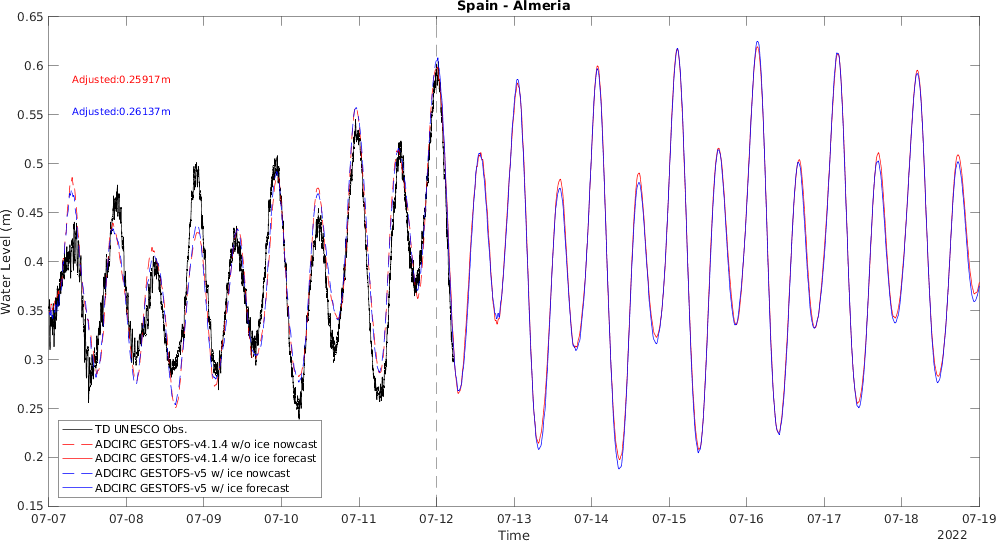 Spain - Almeria
0.65
0.6
0.55
0.5
0.45
0.4
0.35
0.3
0.25
0.2
0.15
Water Level (m)
Adjusted:0.25917m
Adjusted:0.26137m
TD UNESCO Obs.
ADCIRC GESTOFS-v4.1.4 w/o ice nowcast
ADCIRC GESTOFS-v4.1.4 w/o ice forecast
ADCIRC GESTOFS-v5 w/ ice nowcast
ADCIRC GESTOFS-v5 w/ ice forecast
07-07 07-08 07-09 07-10 07-11 07-12 07-13 07-14 07-15 07-16 07-17 07-18 07-19
Time
2022